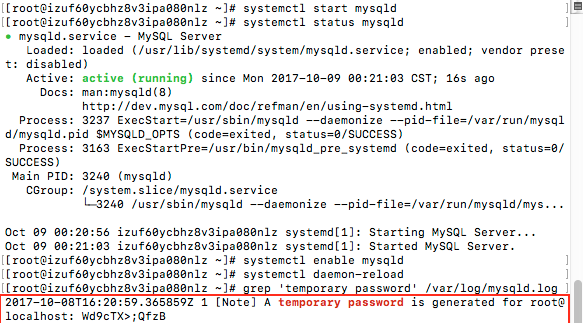 [[root@izuf60ycbhz8v3ipa080nlz ~]# systemctl start mysqld ]
[[root@izuf60ycbhz8v3ipa080nlz ~]# systemctl status mysqld ]
● mysqld.service - MySQL Server
Loaded: loaded (/usr/lib/systemd/system/mysqld.service; enabled; vendor prese
t: disabled)
Active: active (running) since Mon 2017-10-09 00:21:03 CST; 16s ago
Docs: man:mysqld(8)
http://dev.mysql.com/doc/refman/en/using-systemd.html
Process: 3237 ExecStart=/usr/sbin/mysqld --daemonize --pid-file=/var/run/mysql
d/mysqld.pid $MYSQLD_OPTS (code=exited, status=0/SUCCESS)
Process: 3163 ExecStartPre=/usr/bin/mysqld_pre_systemd (code=exited, status=0/
SUCCESS)
Main PID: 3240 (mysqld)
CGroup: /system.slice/mysqld.service
└─3240 /usr/sbin/mysqld --daemonize --pid-file=/var/run/mysqld/mys...
Oct 09 00:20:56 izuf60ycbhz8v3ipa080nlz systemd[1]: Starting MySQL Server...
Oct 09 00:21:03 izuf60ycbhz8v3ipa080nlz systemd[1]: Started MySQL Server.
[[root@izuf60ycbhz8v3ipa080nlz ~]# systemctl enable mysqld ]
[[root@izuf60ycbhz8v3ipa080nlz ~]# systemctl daemon-reload ]
[[root@izuf60ycbhz8v3ipa080nlz ~]# grep 'temporary password' /var/log/mysqld.log ]
2017-10-08T16:20:59.365859Z 1 [Note] A temporary password is generated for root@
localhost: Wd9cTX>;QfzB